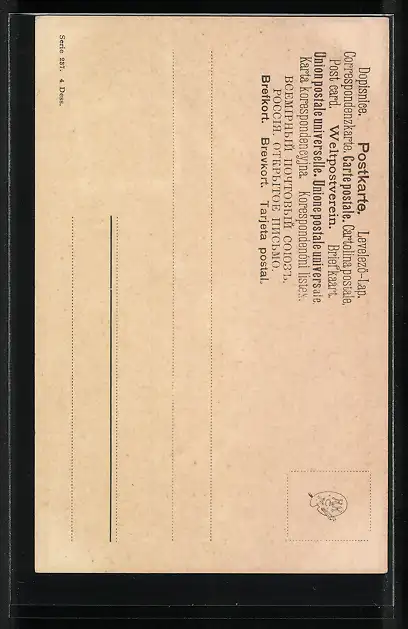 Dopisnice. Postkarte. Levelező-Lap.
Correspondenzkarte. Carte postale. Cartolina postale.
Post card. Weltpostverein. Briefkaart.
Union postale universelle. Unione postale universale
Karta korespondencyjna. Korespondenční lístek.
ВСЕМІРНЫЙ ПОЧТОВЫЙ СОЮЗЪ.
РОССІЯ. ОТКРЫТОЕ ПИСЬМО.
Brefkort. Brevkort. Tarjeta postal.
Serie 257. 4 Dess.